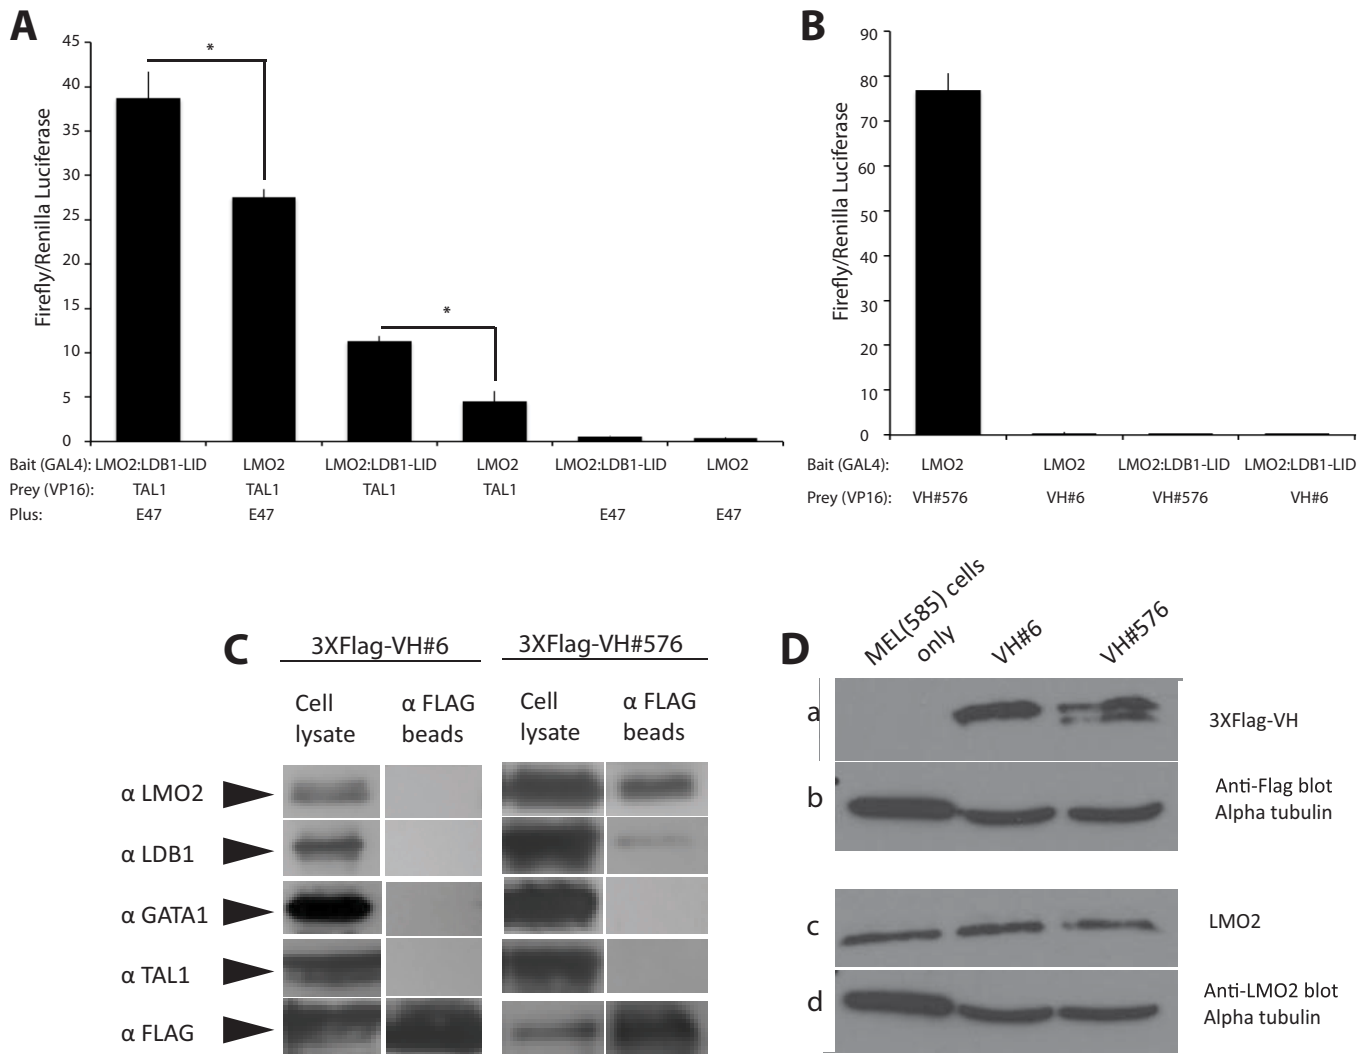 A
B
45
40
35
30
25
20
15
10
5
0
Firefly/Renilla Luciferase
*
*
Bait (GAL4): LMO2:LDB1-LID LMO2 LMO2:LDB1-LID LMO2 LMO2:LDB1-LID LMO2
Prey (VP16): TAL1 TAL1 TAL1 TAL1
Plus: E47 E47 E47 E47
90
80
70
60
50
40
30
20
10
0
Firefly/Renilla Luciferase
Bait (GAL4): LMO2 LMO2 LMO2:LDB1-LID LMO2:LDB1-LID
Prey (VP16): VH#576 VH#6 VH#576 VH#6
C
3XFlag-VH#6 3XFlag-VH#576
Cell lysate
α FLAG beads
Cell lysate
α FLAG beads
α LMO2
α LDB1
α GATA1
α TAL1
α FLAG
D
MEL(585) cells only
VH#6
VH#576
a
3XFlag-VH
b
Anti-Flag blot
Alpha tubulin
c
LMO2
d
Anti-LMO2 blot
Alpha tubulin